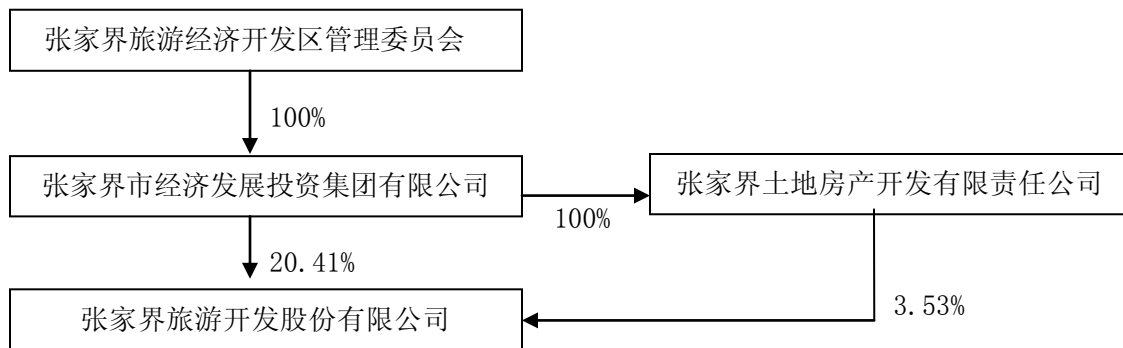 张家界旅游经济开发区管理委员会
100%
张家界市经济发展投资集团有限公司
张家界土地房产开发有限责任公司
100%
20.41%
张家界旅游开发股份有限公司
3.53%